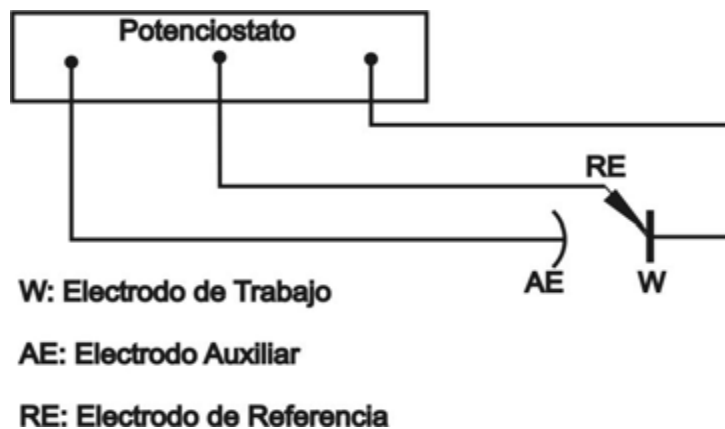 Potenciostato
RE
AE
W
W: Electrodo de Trabajo
AE: Electrodo Auxiliar
RE: Electrodo de Referencia